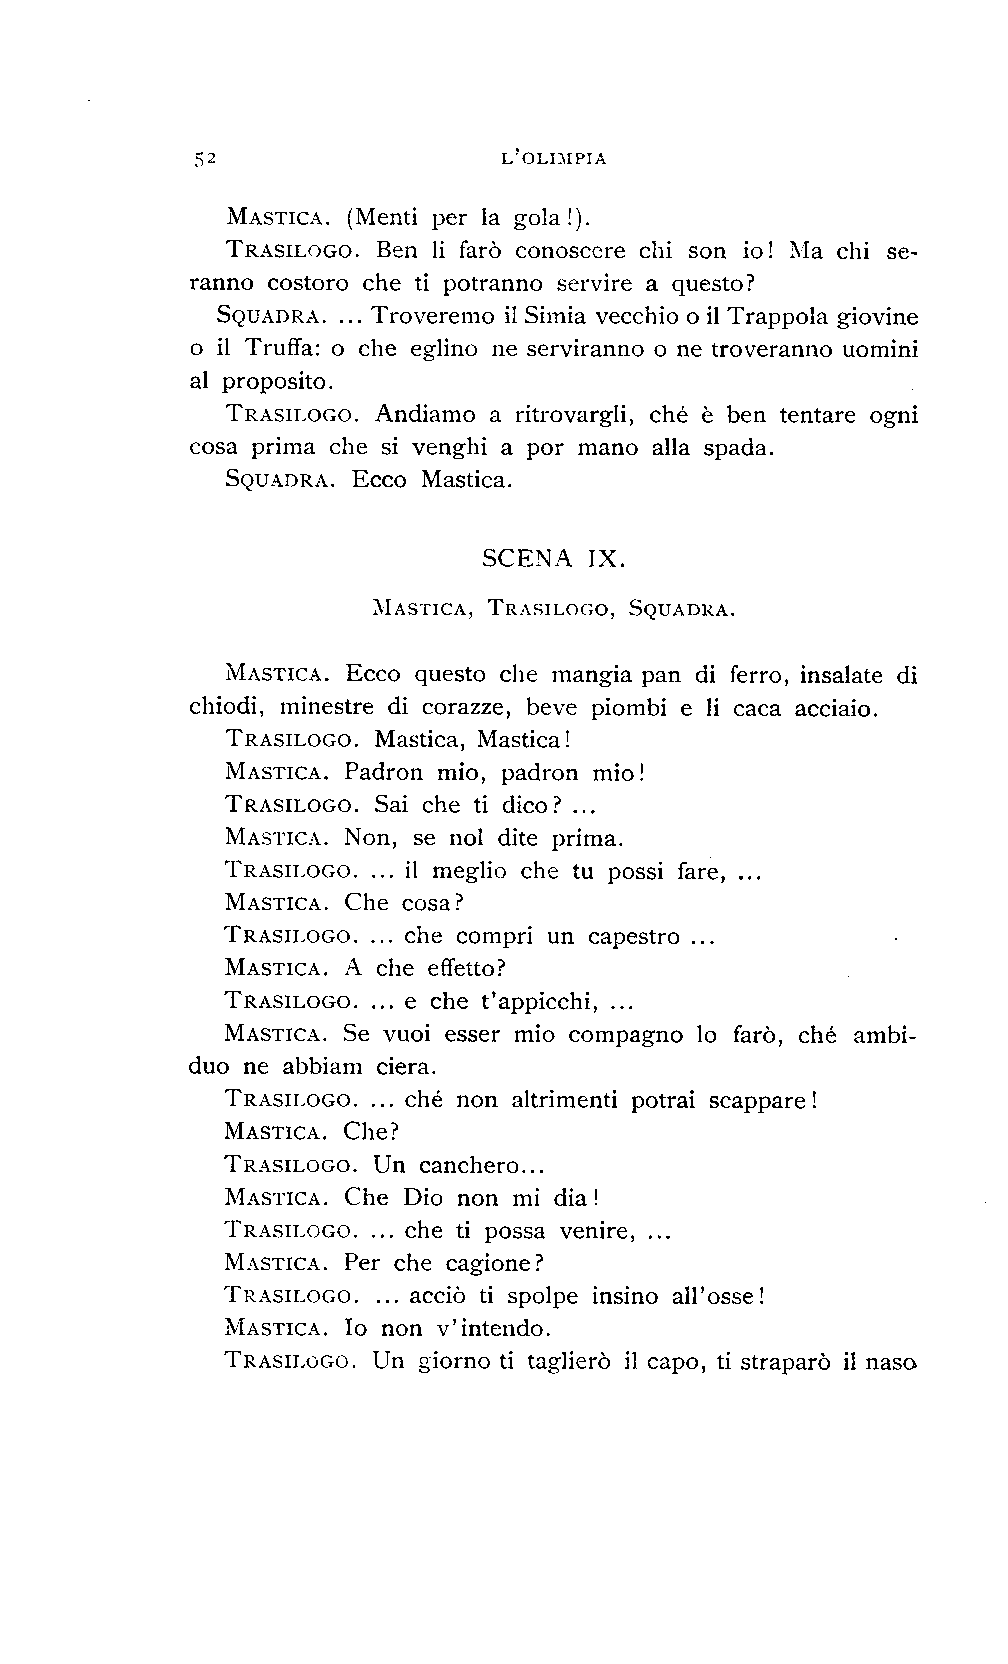 52 L'OLIMPIA
MASTICA. (Menti per la gola!).
TRASILOGO. Ben li farò conoscere chi son io! Ma chi se-
ranno costoro che ti potranno servire a questo?
SQUADRA. ... Troveremo il Simia vecchio o il Trappola giovine
o il Truffa: o che eglino ne serviranno o ne troveranno uomini
al proposito.
TRASILOGO. Andiamo a ritrovargli, ché è ben tentare ogni
cosa prima che si venghi a por mano alla spada.
SQUADRA. Ecco Mastica.
SCENA IX.
MASTICA, TRASILOGO, SQUADRA.
MASTICA. Ecco questo che mangia pan di ferro, insalate di
chiodi, minestre di corazze, beve piombi e li caca acciaio.
TRASILOGO. Mastica, Mastica!
MASTICA. Padron mio, padron mio!
TRASILOGO. Sai che ti dico? ...
MASTICA. Non, se nol dite prima.
TRASILOGO. ... il meglio che tu possi fare, ...
MASTICA. Che cosa?
TRASILOGO. ... che compri un capestro ...
MASTICA. A che effetto?
TRASILOGO. ... e che t'appicchi, ...
MASTICA. Se vuoi esser mio compagno lo farò, ché ambi-
duo ne abbiam ciera.
TRASILOGO. ... ché non altrimenti potrai scappare!
MASTICA. Che?
TRASILOGO. Un canchero...
MASTICA. Che Dio non mi dia!
TRASILOGO. ... che ti possa venire, ...
MASTICA. Per che cagione?
TRASILOGO. ... acciò ti spolpe insino all'osse!
MASTICA. Io non v'intendo.
TRASILOGO. Un giorno ti taglierò il capo, ti straparò il naso